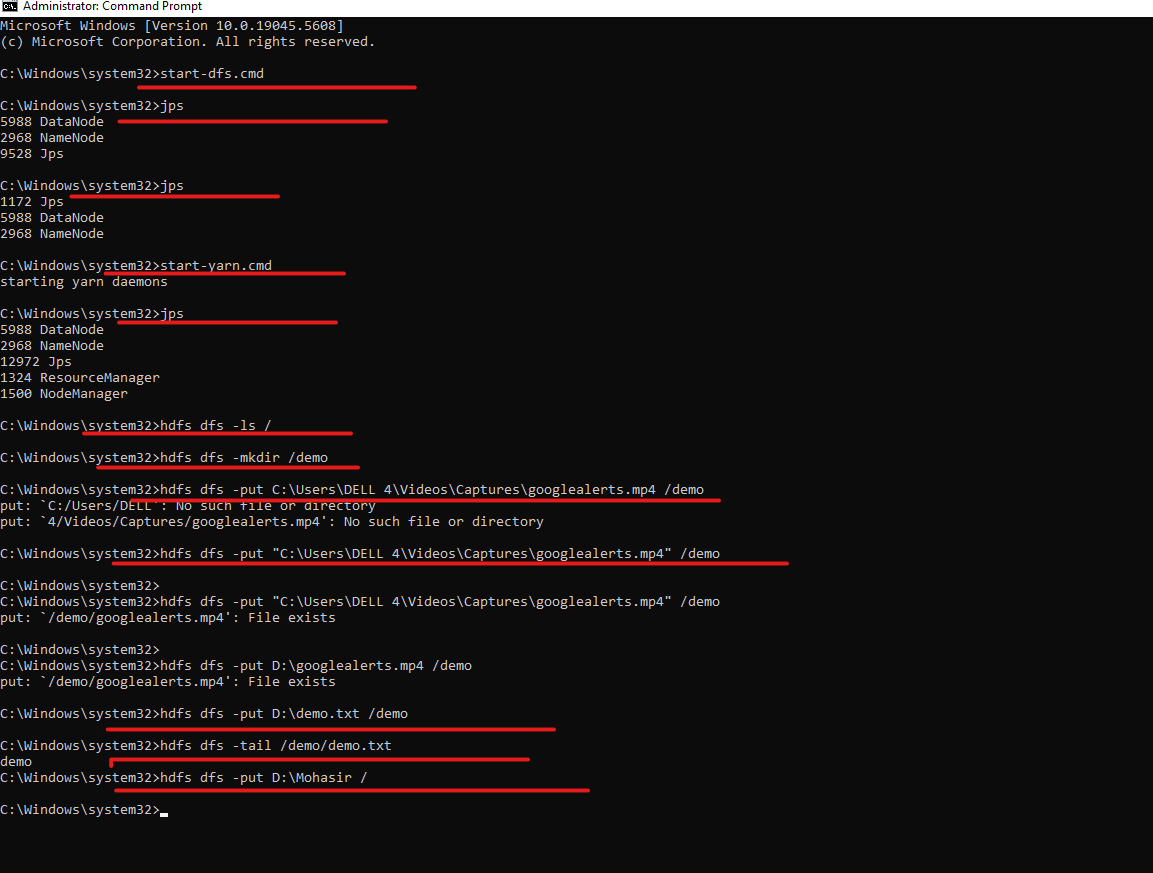 Administrator: Command Prompt
Microsoft Windows [Version 10.0.19045.5608]
(c) Microsoft Corporation. All rights reserved.
C:\Windows\system32>start-dfs.cmd
C:\Windows\system32>jps
5988 DataNode
2968 NameNode
9528 Jps
C:\Windows\system32>jps
1172 Jps
5988 DataNode
2968 NameNode
C:\Windows\system32>start-yarn.cmd
starting yarn daemons
C:\Windows\system32>jps
5988 DataNode
2968 NameNode
12972 Jps
1324 ResourceManager
1500 NodeManager
C:\Windows\system32>hdfs dfs -ls /
C:\Windows\system32>hdfs dfs -mkdir /demo
C:\Windows\system32>hdfs dfs -put C:\Users\DELL 4\Videos\Captures\googlealerts.mp4 /demo
put: `C:/Users/DELL': No such file or directory
put: `4/Videos/Captures/googlealerts.mp4': No such file or directory
C:\Windows\system32>hdfs dfs -put "C:\Users\DELL 4\Videos\Captures\googlealerts.mp4" /demo
C:\Windows\system32>
C:\Windows\system32>hdfs dfs -put "C:\Users\DELL 4\Videos\Captures\googlealerts.mp4" /demo
put: `/demo/googlealerts.mp4': File exists
C:\Windows\system32>
C:\Windows\system32>hdfs dfs -put D:\googlealerts.mp4 /demo
put: `/demo/googlealerts.mp4': File exists
C:\Windows\system32>hdfs dfs -put D:\demo.txt /demo
C:\Windows\system32>hdfs dfs -tail /demo/demo.txt
demo
C:\Windows\system32>hdfs dfs -put D:\Mohasir /
C:\Windows\system32>